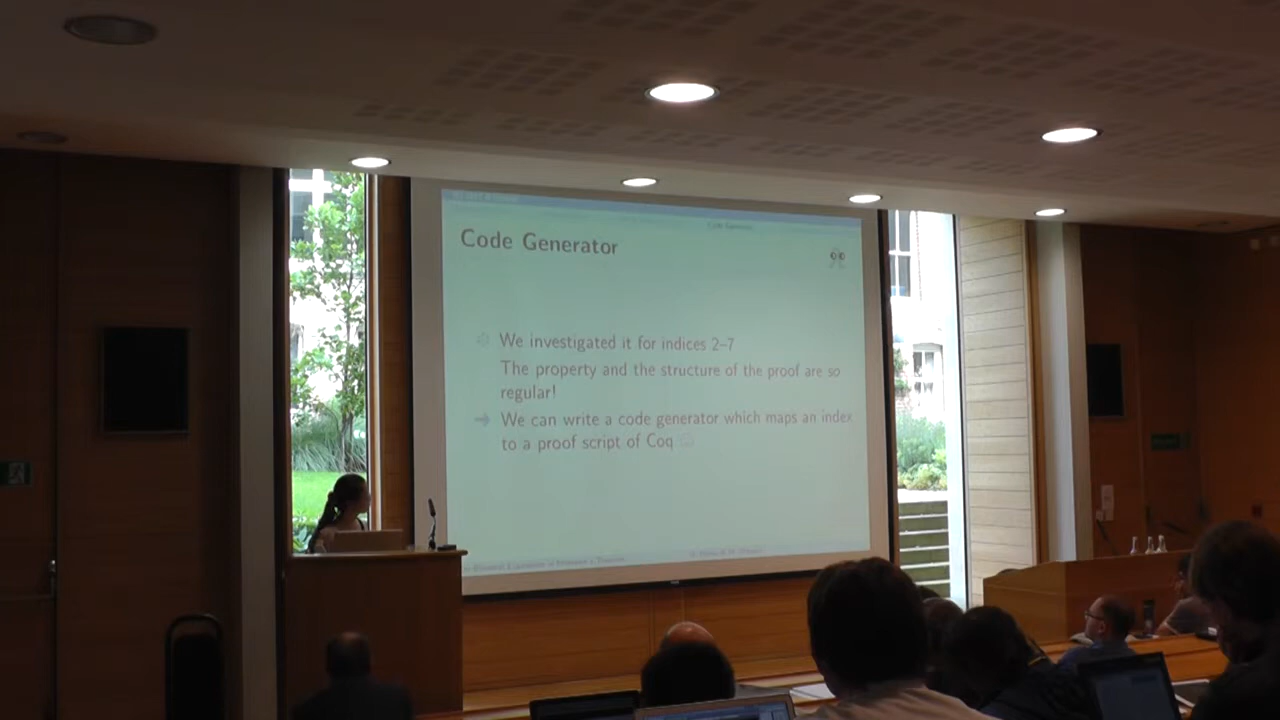 Code Generator
We investigated it for indices 2–7
The property and the structure of the proof are so
regular!
We can write a code generator which maps an index
to a proof script of Coq